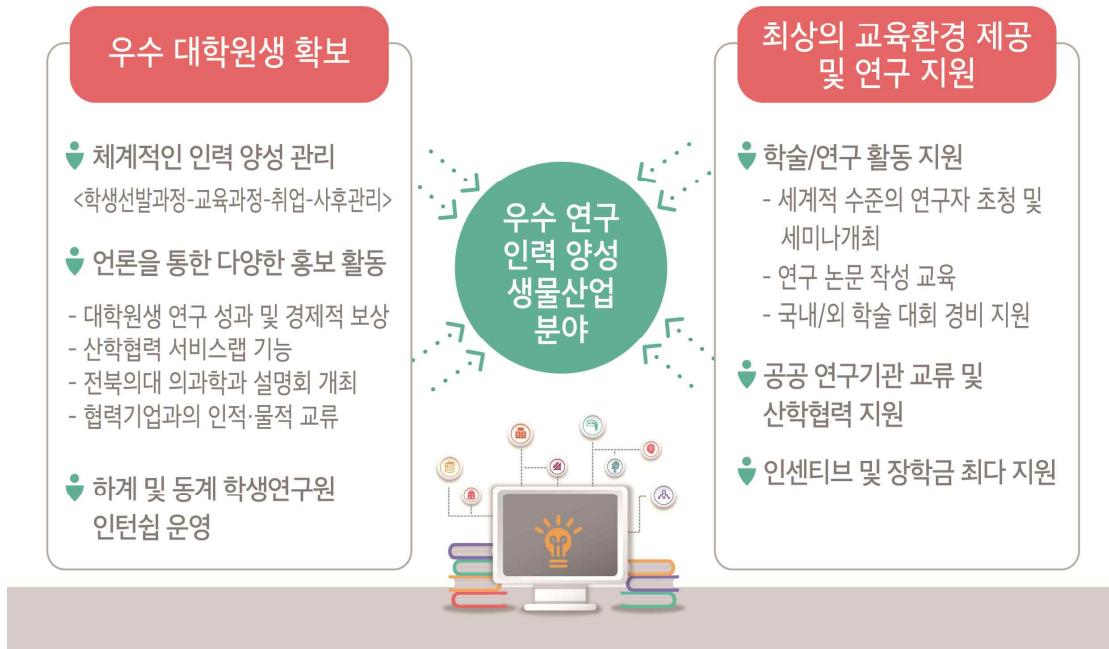 우수 대학원생 확보
체계적인 인력 양성 관리
<학생선발과정-교육과정-취업-사후관리>
언론을 통한 다양한 홍보 활동
- 대학원생 연구 성과 및 경제적 보상
- 산학협력 서비스랩 기능
- 전북의대 의과학과 설명회 개최
- 협력기업과의 인적·물적 교류
하계 및 동계 학생연구원
인턴쉽 운영
우수 연구
인력 양성
생물산업
분야
최상의 교육환경 제공
및 연구 지원
학술/연구 활동 지원
- 세계적 수준의 연구자 초청 및
세미나개최
- 연구 논문 작성 교육
- 국내/외 학술 대회 경비 지원
공공 연구기관 교류 및
산학협력 지원
인센티브 및 장학금 최다 지원